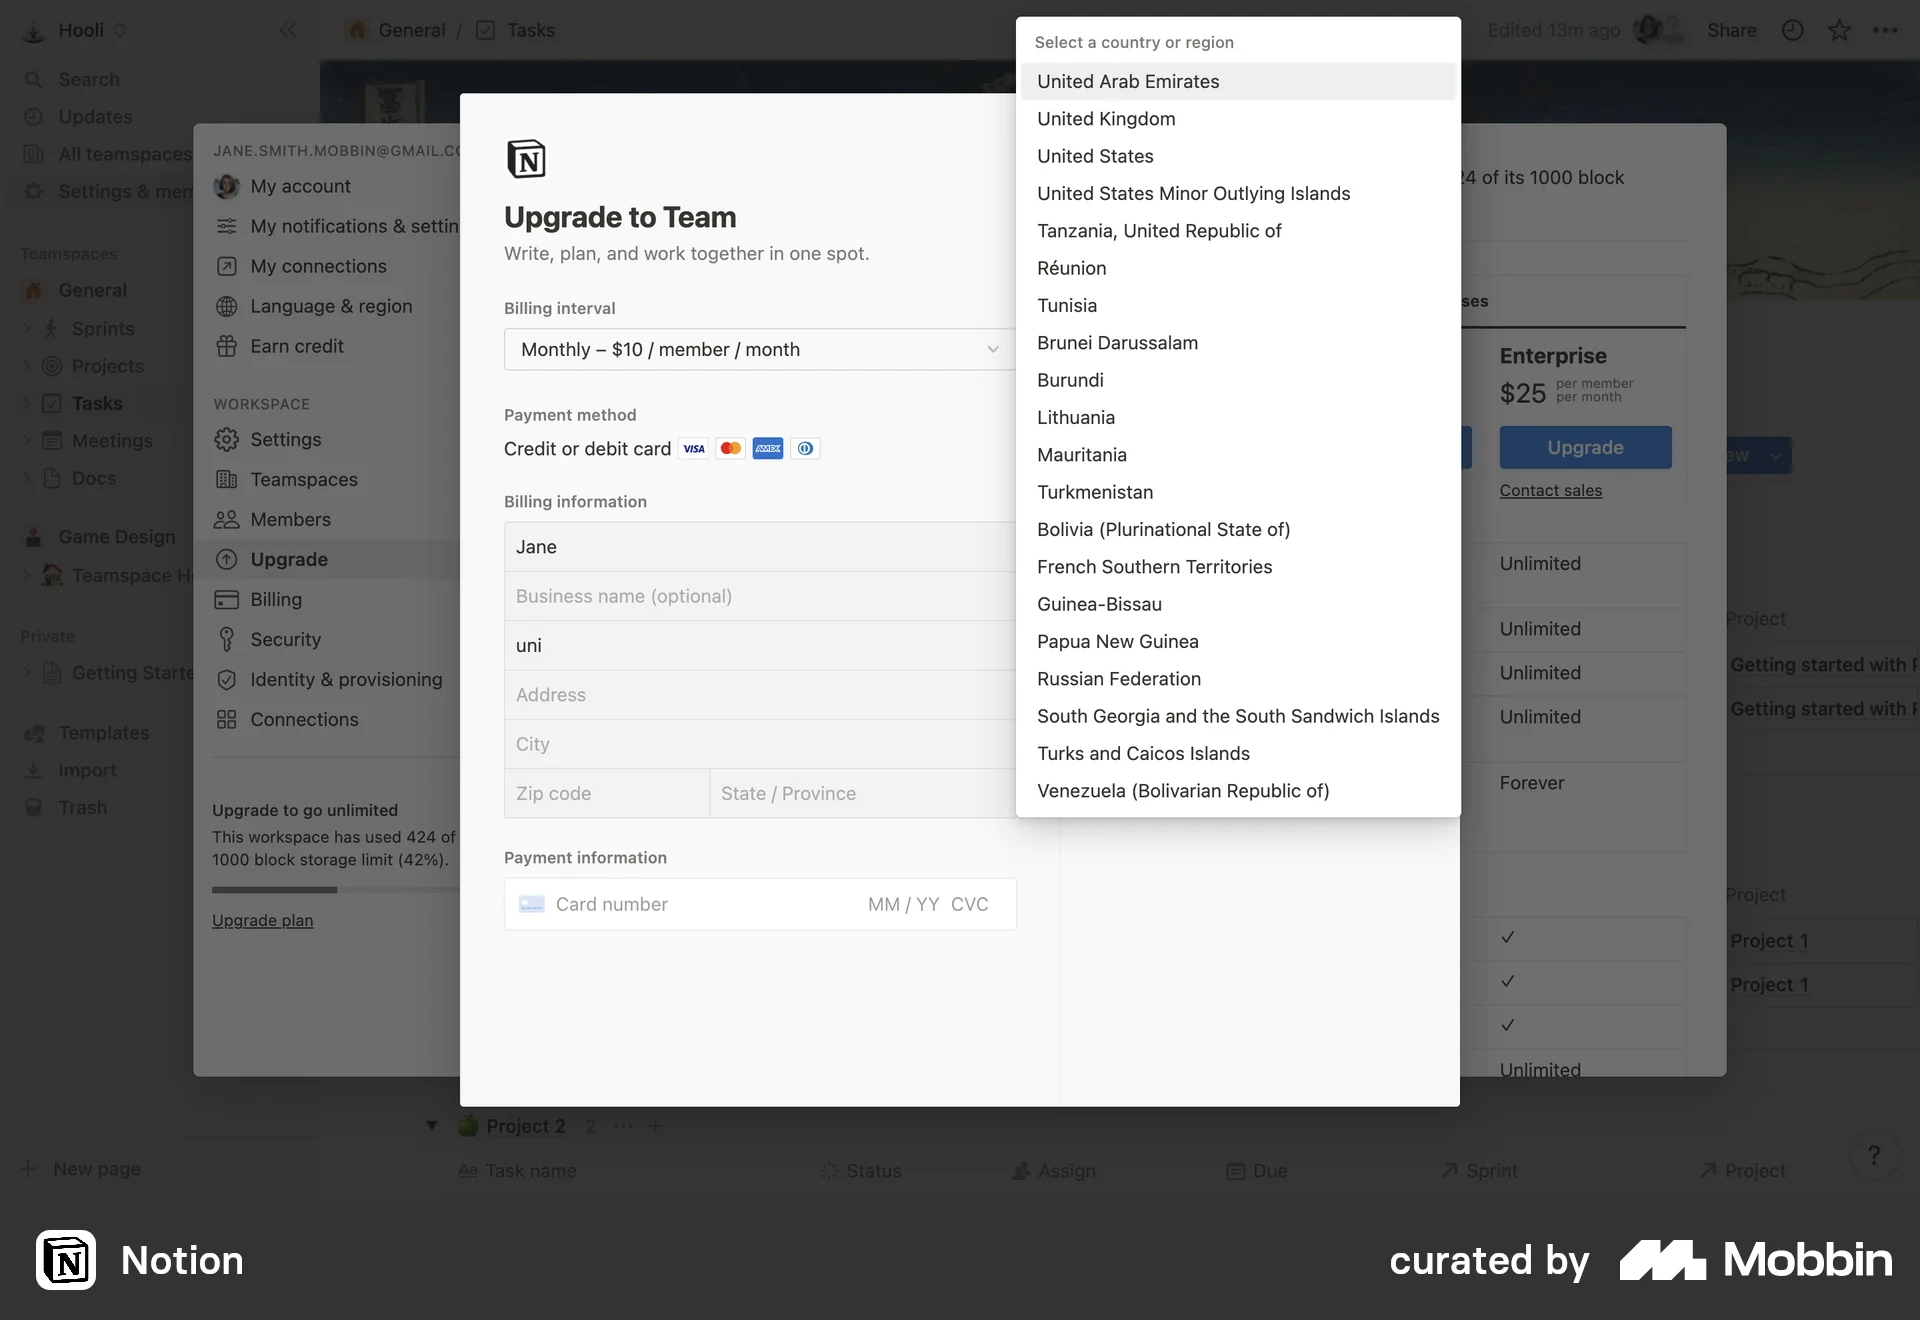 Hooli
General / Tasks
Edited 13m ago
Share
Search
Updates
All teamspaces
Settings & mem
Teamspaces
General
Sprints
Projects
Tasks
Meetings
Docs
Game Design
Teamspace H
Private
Getting Starte
Templates
Import
Trash
New page
JANE.SMITH.MOBBIN@GMAIL.CO
My account
My notifications & settin
My connections
Language & region
Earn credit
WORKSPACE
Settings
Teamspaces
Members
Upgrade
Billing
Security
Identity & provisioning
Connections
Upgrade to go unlimited
This workspace has used 424 of
1000 block storage limit (42%).
Upgrade plan
N
Upgrade to Team
Write, plan, and work together in one spot.
Billing interval
Monthly – $10 / member / month
Payment method
Credit or debit card VISA AMEX
Billing information
Jane
Business name (optional)
uni
Address
City
Zip code
State / Province
Payment information
Card number
MM / YY CVC
Select a country or region
United Arab Emirates
United Kingdom
United States
United States Minor Outlying Islands
Tanzania, United Republic of
Réunion
Tunisia
Brunei Darussalam
Burundi
Lithuania
Mauritania
Turkmenistan
Bolivia (Plurinational State of)
French Southern Territories
Guinea-Bissau
Papua New Guinea
Russian Federation
South Georgia and the South Sandwich Islands
Turks and Caicos Islands
Venezuela (Bolivarian Republic of)
24 of its 1000 block
ses
Enterprise
$25 per member
per month
Upgrade
Contact sales
Unlimited
Unlimited
Unlimited
Unlimited
Forever
✓
✓
✓
Unlimited
ew
Project
Getting started with P
Getting started with P
Project
Project 1
Project 1
Project 2 2
Aa Task name
Status
Assign
Due
Sprint
Project
?
N Notion
curated by Mobbin